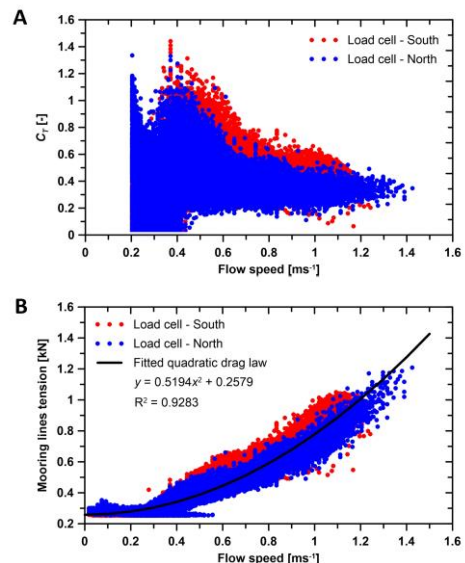 A
1.6
1.4
1.2
1
0.8
0.6
0.4
0.2
0
C_T [-]
Load cell - South
Load cell - North
0 0.2 0.4 0.6 0.8 1 1.2 1.4 1.6
Flow speed [ms⁻¹]
B
1.6
1.4
1.2
1
0.8
0.6
0.4
0.2
Mooring lines tension [kN]
Load cell - South
Load cell - North
Fitted quadratic drag law
y = 0.5194x² + 0.2579
R² = 0.9283
0 0.2 0.4 0.6 0.8 1 1.2 1.4 1.6
Flow speed [ms⁻¹]